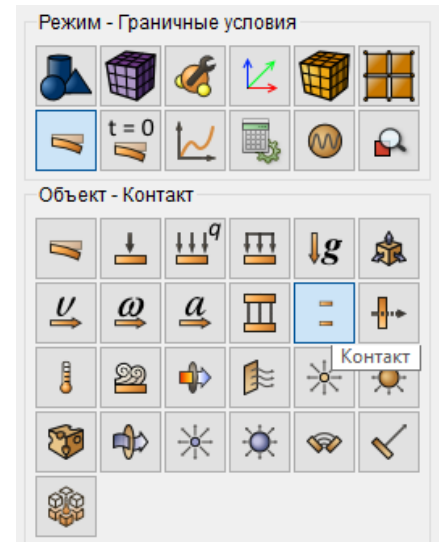 Режим - Граничные условия
t = 0
Объект - Контакт
q
g
υ
ω
a
Контакт